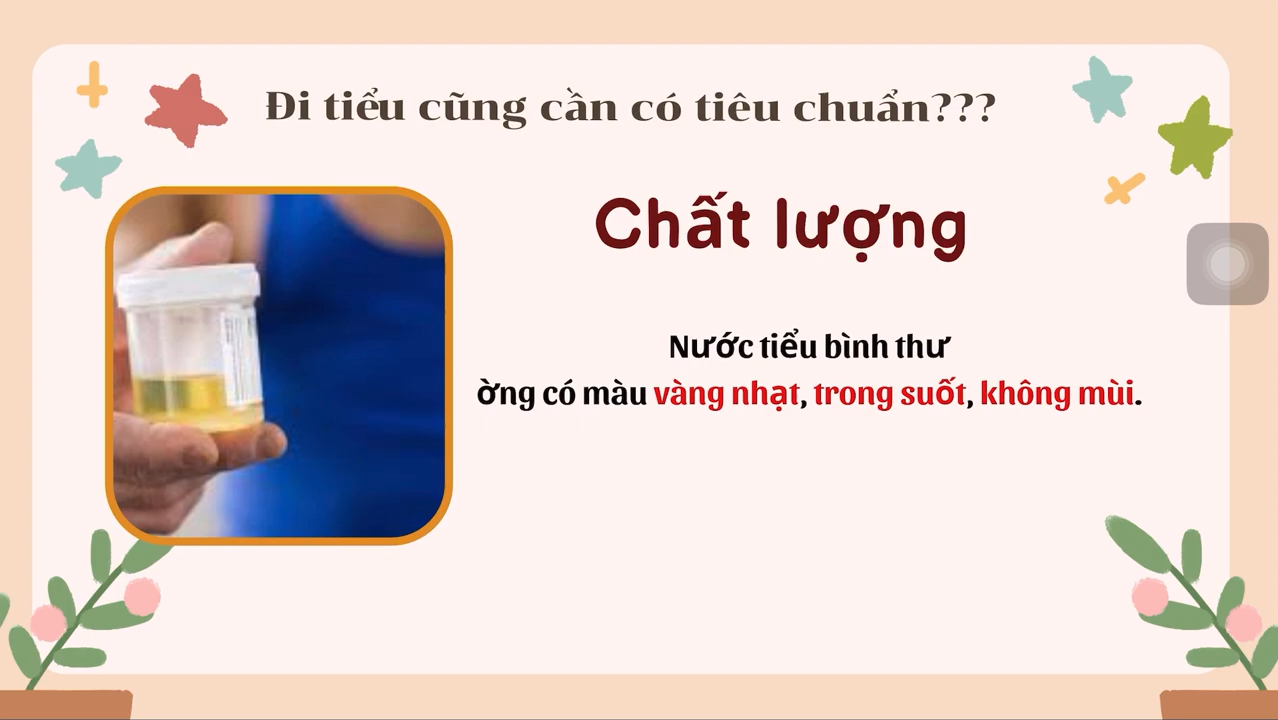 Đi tiểu cũng cần có tiêu chuẩn???
Chất lượng
Nước tiểu bình thư
ờng có màu vàng nhạt, trong suốt, không mùi.